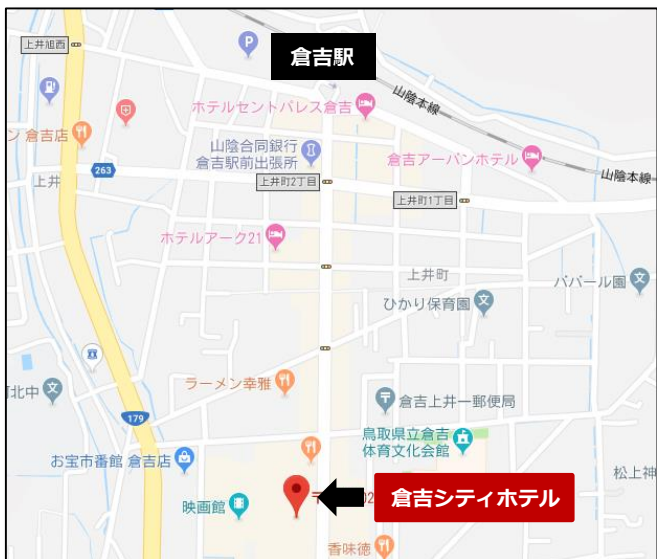 上井旭西
倉吉駅
山陰本線
ホテルセントパレス倉吉
ン 倉吉店
山陰合同銀行
倉吉駅前出張所
倉吉アーバンホテル
263
上井
上井町2丁目
山陰本線
上井町1丁目
ホテルアーク21
上井町
ババール園
ひかり保育園
ラーメン幸雅
町北中
倉吉上井一郵便局
179
鳥取県立倉吉
体育文化会館
お宝市番館 倉吉店
松上神
映画館
倉吉シティホテル
香味徳